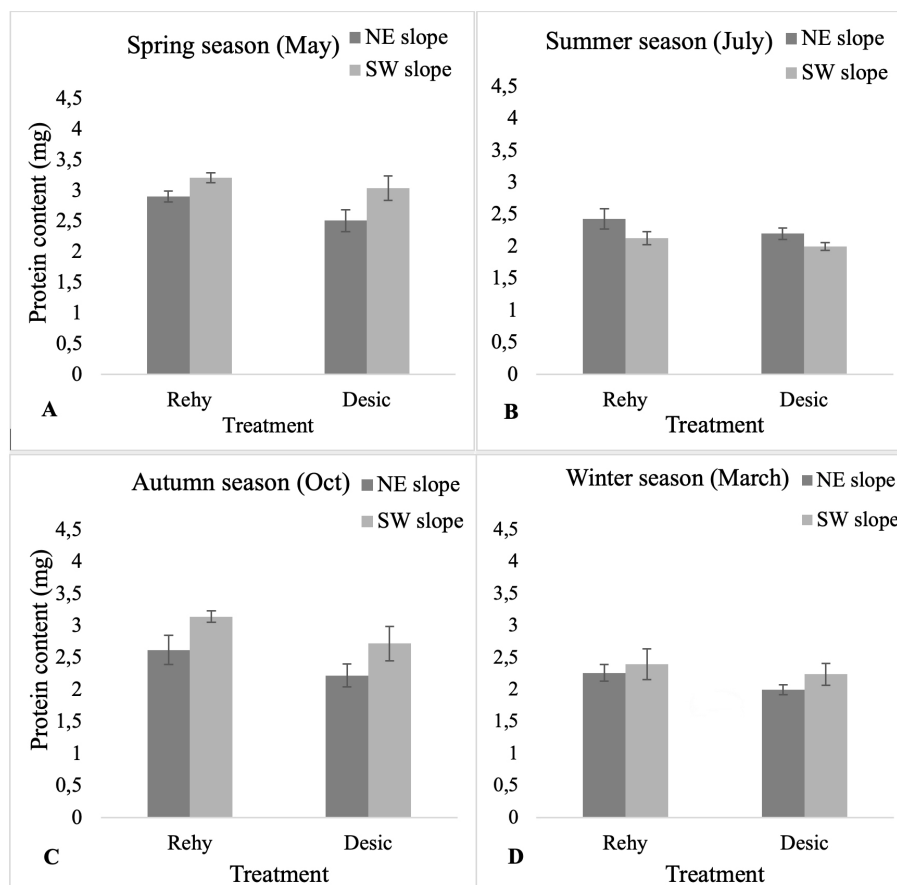 Spring season (May)
NE slope
SW slope
Protein content (mg)
4,5
4
3,5
3
2,5
2
1,5
1
0,5
0
Rehy
Desic
Treatment
A
Summer season (July)
NE slope
SW slope
4,5
4
3,5
3
2,5
2
1,5
1
0,5
0
Rehy
Desic
Treatment
B
Autumn season (Oct)
NE slope
SW slope
Protein content (mg)
4,5
4
3,5
3
2,5
2
1,5
1
0,5
0
Rehy
Desic
Treatment
C
Winter season (March)
NE slope
SW slope
4,5
4
3,5
3
2,5
2
1,5
1
0,5
0
Rehy
Desic
Treatment
D